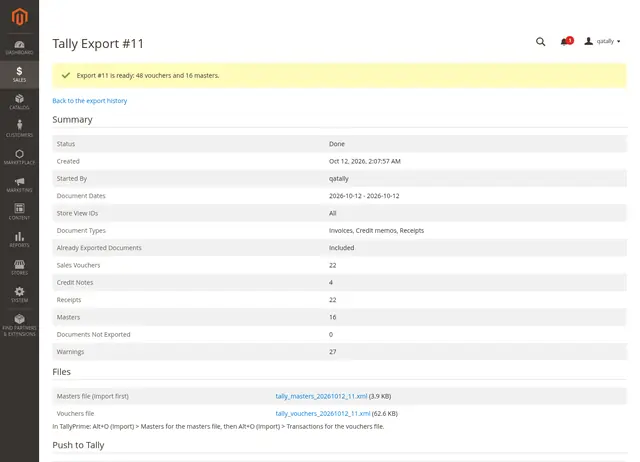 Tally Export #11
1
qatally
Export #11 is ready: 48 vouchers and 16 masters.
Back to the export history
DASHBOARD
SALES
CATALOG
CUSTOMERS
MARKETPLACE
MARKETING
CONTENT
REPORTS
STORES
SYSTEM
FIND PARTNERS
& EXTENSIONS
Summary
Status Done
Created Oct 12, 2026, 2:07:57 AM
Started By qatally
Document Dates 2026-10-12 - 2026-10-12
Store View IDs All
Document Types Invoices, Credit memos, Receipts
Already Exported Documents Included
Sales Vouchers 22
Credit Notes 4
Receipts 22
Masters 16
Documents Not Exported 0
Warnings 27
Files
Masters file (import first) tally_masters_20261012_11.xml (3.9 KB)
Vouchers file tally_vouchers_20261012_11.xml (62.6 KB)
In TallyPrime: Alt+O (Import) > Masters for the masters file, then Alt+O (Import) > Transactions for the vouchers file.
Push to Tally